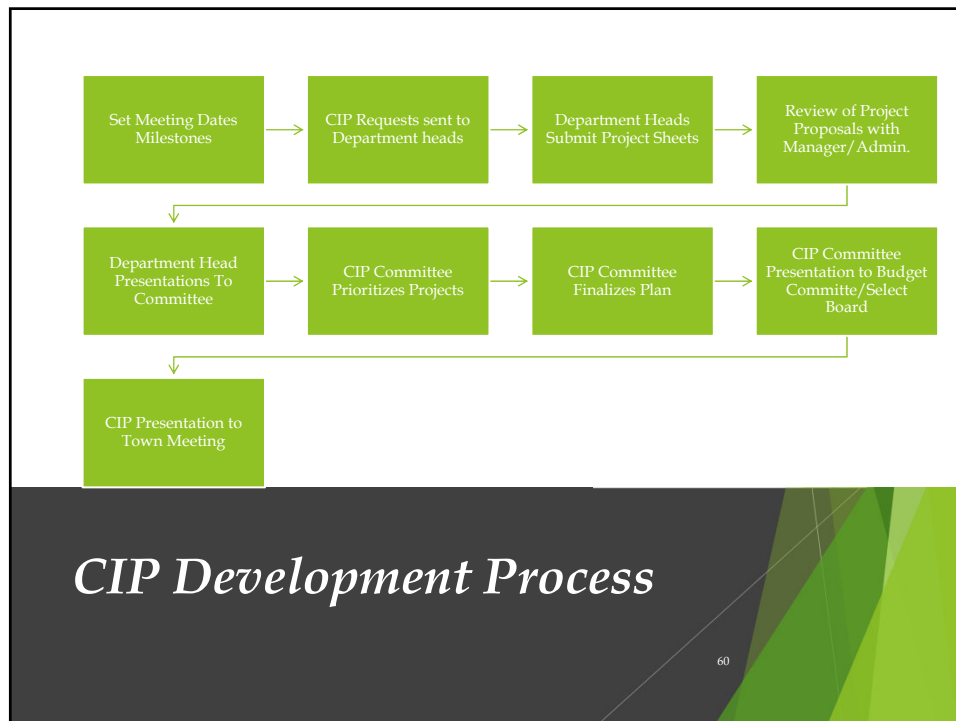 Set Meeting Dates
Milestones
CIP Requests sent to
Department heads
Department Heads
Submit Project Sheets
Review of Project
Proposals with
Manager/Admin.
Department Head
Presentations To
Committee
CIP Committee
Prioritizes Projects
CIP Committee
Finalizes Plan
CIP Committee
Presentation to Budget
Committe/Select
Board
CIP Presentation to
Town Meeting
CIP Development Process
60